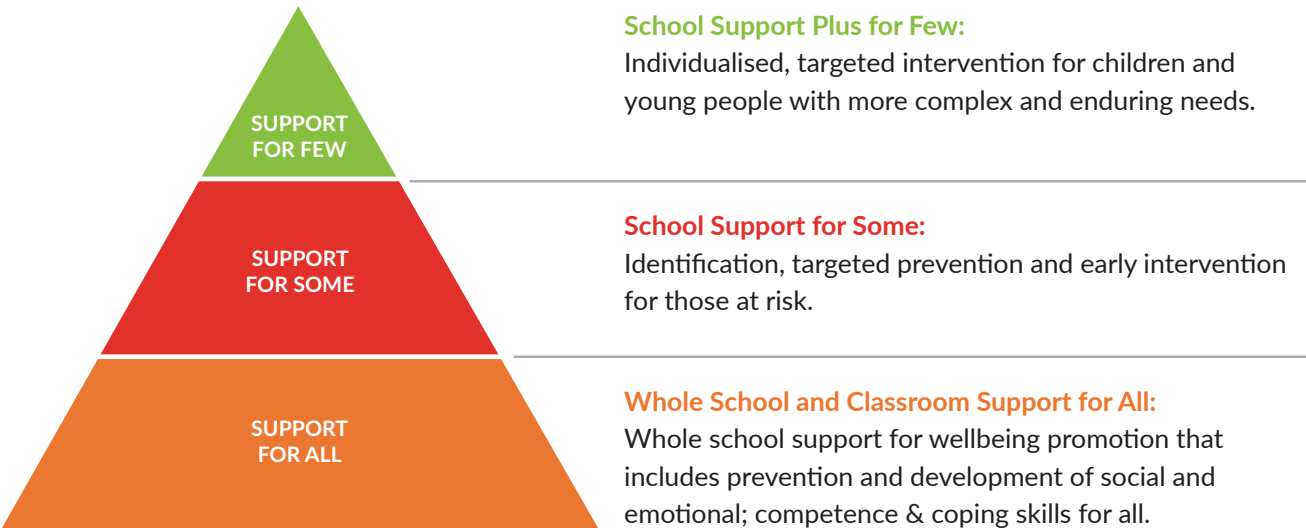 SUPPORT
FOR FEW
School Support Plus for Few:
Individualised, targeted intervention for children and
young people with more complex and enduring needs.
SUPPORT
FOR SOME
School Support for Some:
Identification, targeted prevention and early intervention
for those at risk.
SUPPORT
FOR ALL
Whole School and Classroom Support for All:
Whole school support for wellbeing promotion that
includes prevention and development of social and
emotional; competence & coping skills for all.